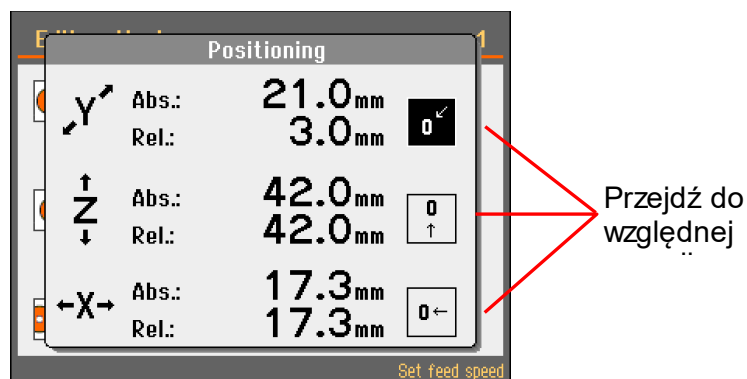 1
Positioning
Y Abs.: 21.0mm 0
Rel.: 3.0mm
Z Abs.: 42.0mm 0
Rel.: 42.0mm
X Abs.: 17.3mm 0
Rel.: 17.3mm
Set feed speed
Przejdź do
względnej